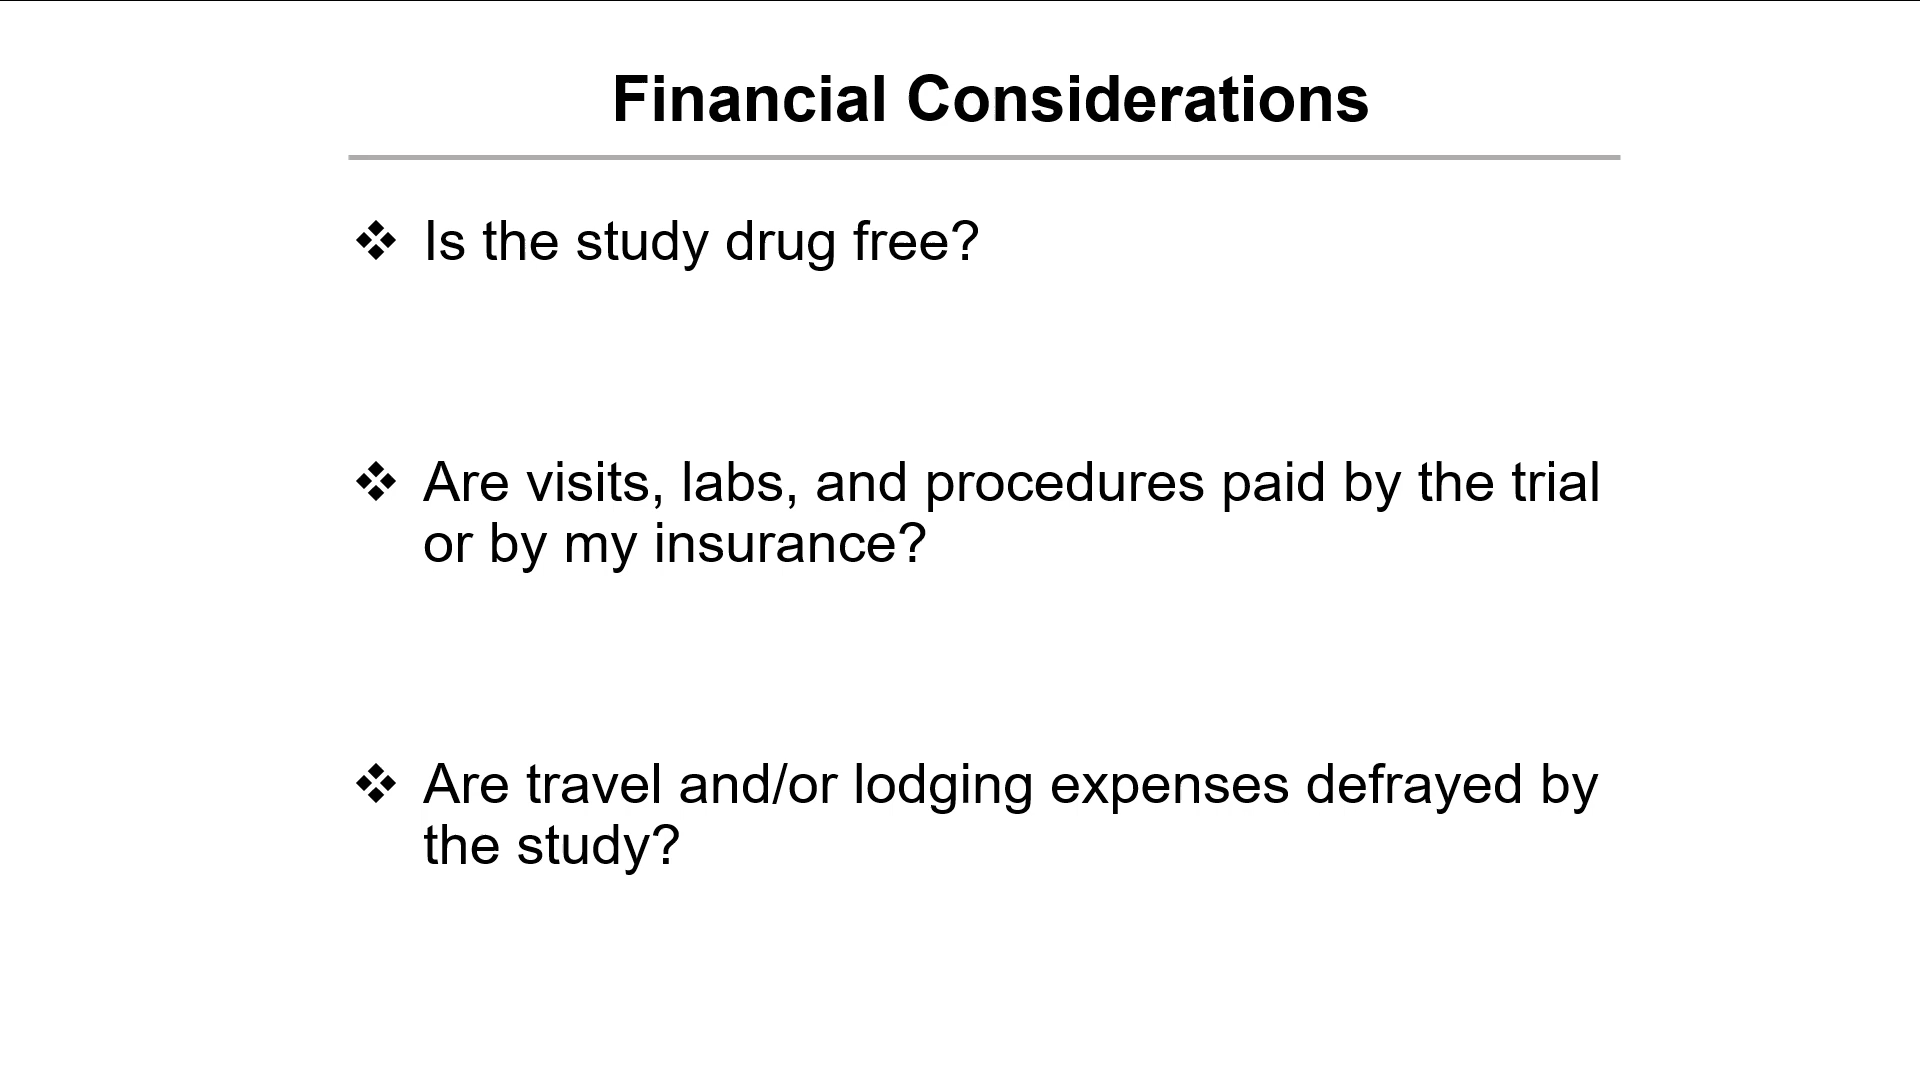 Financial Considerations
❖ Is the study drug free?
❖ Are visits, labs, and procedures paid by the trial
or by my insurance?
❖ Are travel and/or lodging expenses defrayed by
the study?